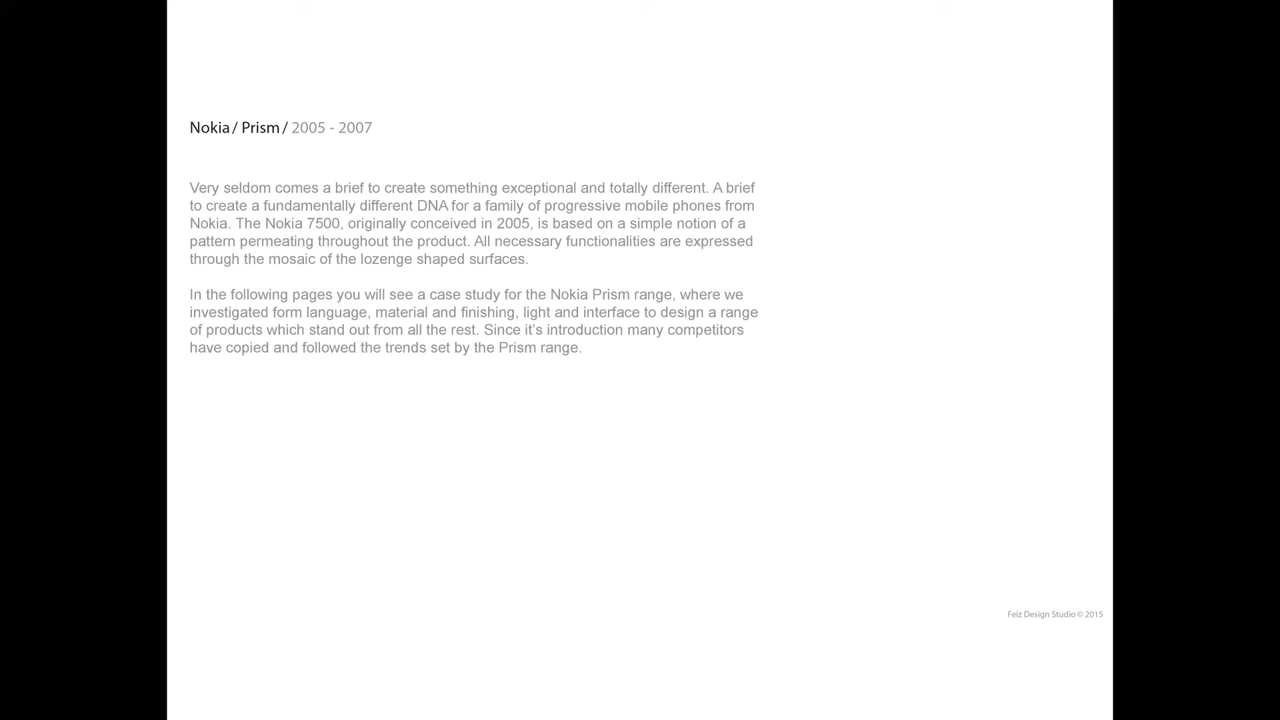 Nokia / Prism / 2005 - 2007
Very seldom comes a brief to create something exceptional and totally different. A brief
to create a fundamentally different DNA for a family of progressive mobile phones from
Nokia. The Nokia 7500, originally conceived in 2005, is based on a simple notion of a
pattern permeating throughout the product. All necessary functionalities are expressed
through the mosaic of the lozenge shaped surfaces.
In the following pages you will see a case study for the Nokia Prism range, where we
investigated form language, material and finishing, light and interface to design a range
of products which stand out from all the rest. Since it’s introduction many competitors
have copied and followed the trends set by the Prism range.
Feiz Design Studio © 2015